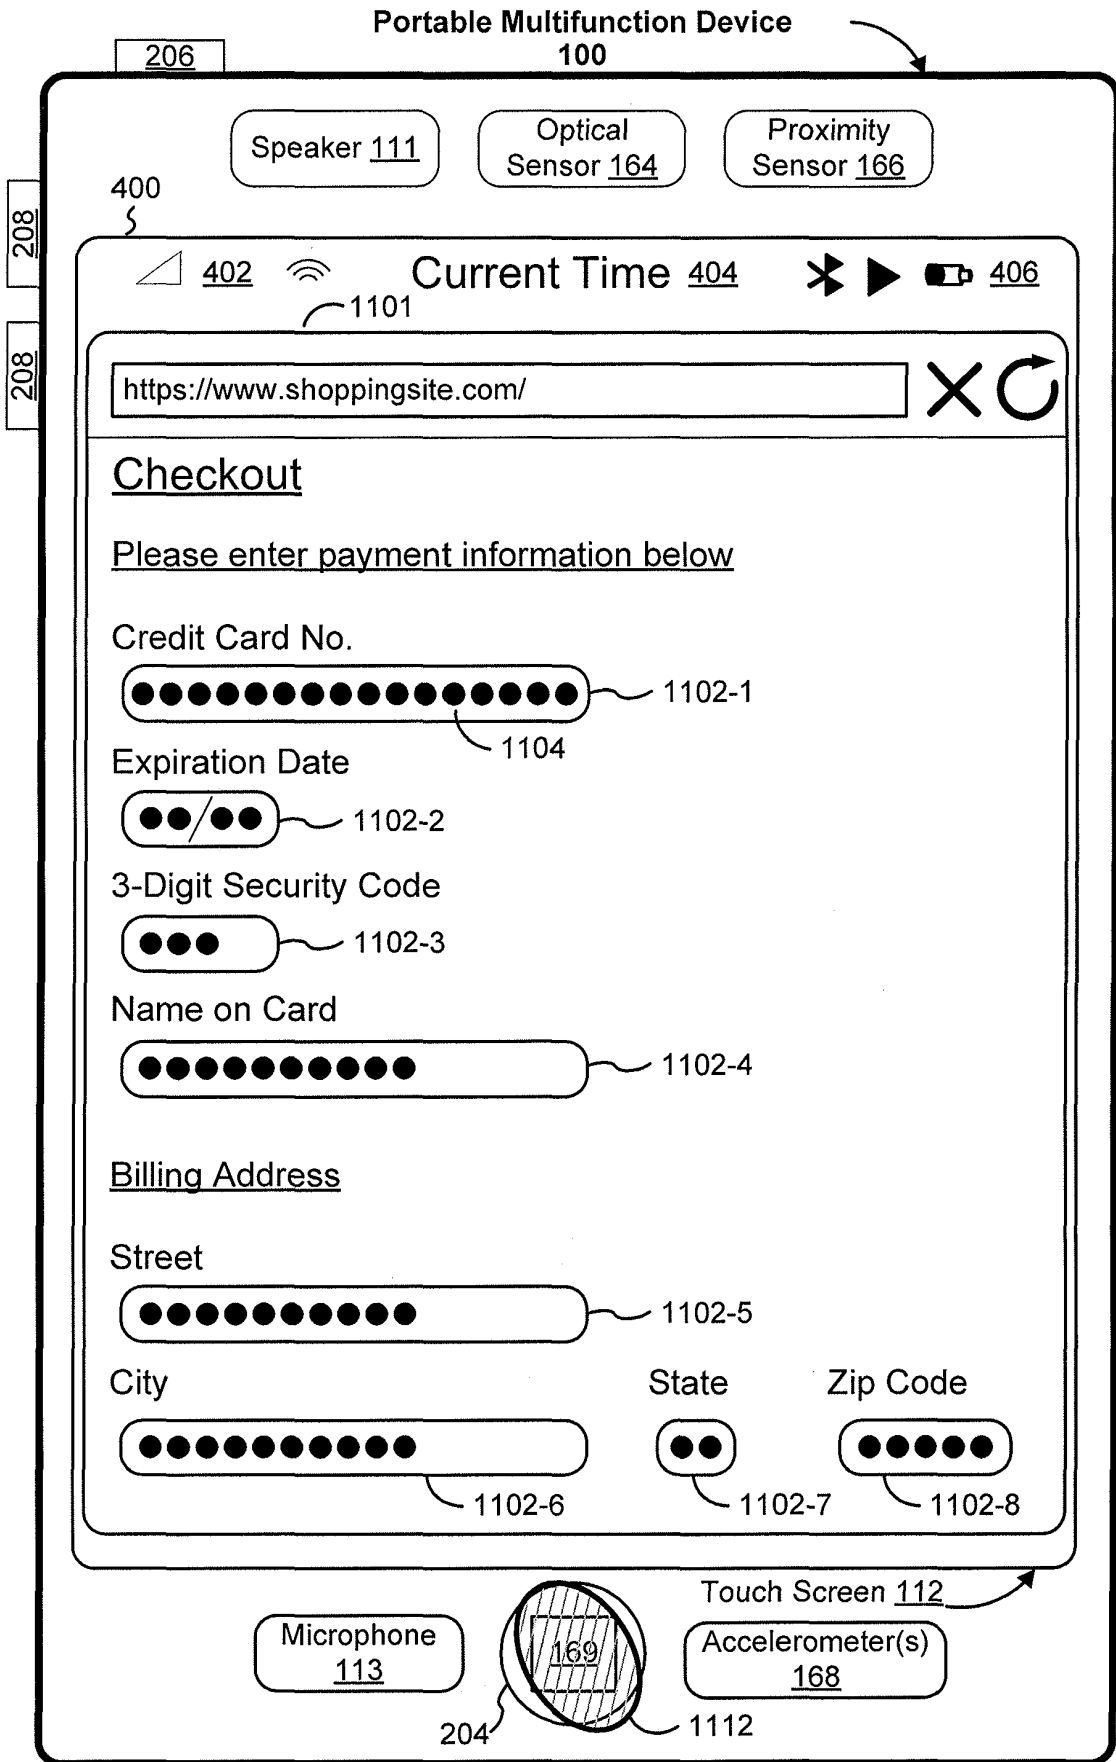 Portable Multifunction Device
100
206
Speaker 111
Optical
Sensor 164
Proximity
Sensor 166
208
400
402
Current Time 404
406
1101
208
https://www.shoppingsite.com/
Checkout
Please enter payment information below
Credit Card No.
1102-1
1104
Expiration Date
/
1102-2
3-Digit Security Code
1102-3
Name on Card
1102-4
Billing Address
Street
1102-5
City
State
Zip Code
1102-6
1102-7
1102-8
Touch Screen 112
Microphone
113
169
Accelerometer(s)
168
204
1112